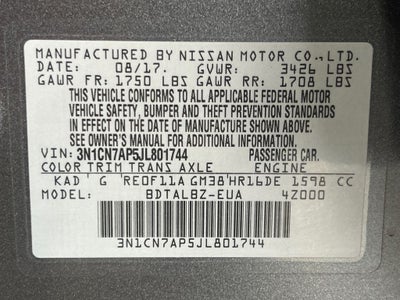 MANUFACTURED BY NISSAN MOTOR CO.,LTD.
DATE: 08/17. GVWR: 3426 LBS
GAWR FR: 1750 LBS GAWR RR: 1708 LBS
THIS VEHICLE CONFORMS TO ALL APPLICABLE FEDERAL MOTOR
VEHICLE SAFETY, BUMPER AND THEFT PREVENTION STANDARDS
IN EFFECT ON THE DATE OF MANUFACTURE SHOWN ABOVE.
SEE OWNER'S MANUAL FOR ADDITIONAL INFORMATION.
VIN: 3N1CN7AP5JL801744 PASSENGER CAR.
COLOR TRIM TRANS AXLE ENGINE
KAD ' G 'RE0F11A GM38'HR16DE 1598 CC
MODEL: BDTALBZ-EUA 4Z000
3N1CN7AP5JL801744